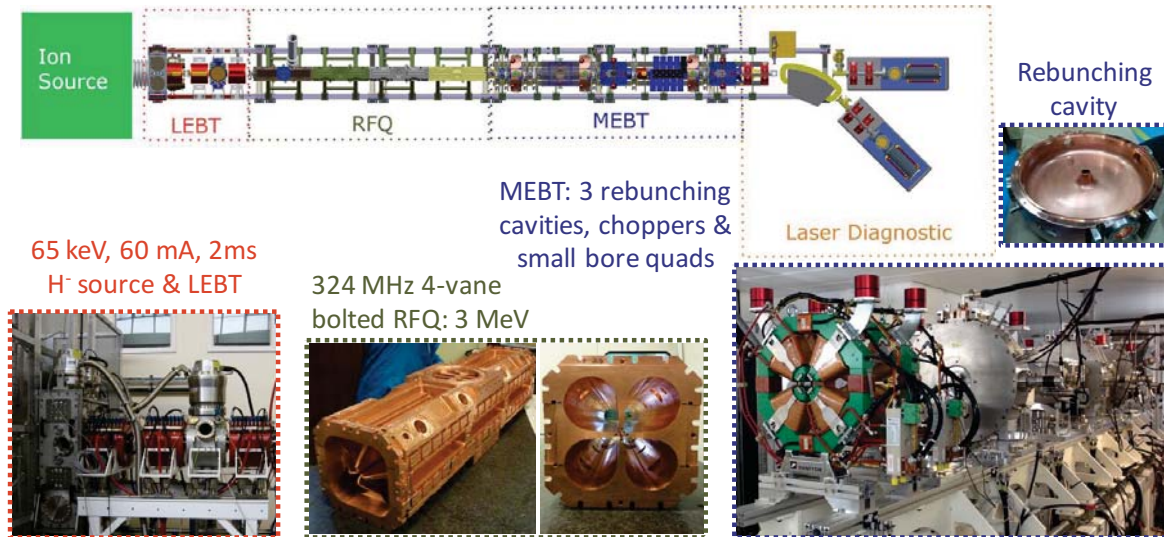 Ion
Source
LEBT
RFQ
MEBT
Rebunching
cavity
MEBT: 3 rebunching
cavities, choppers &
small bore quads
Laser Diagnostic
65 keV, 60 mA, 2ms
H⁻ source & LEBT
324 MHz 4-vane
bolted RFQ: 3 MeV